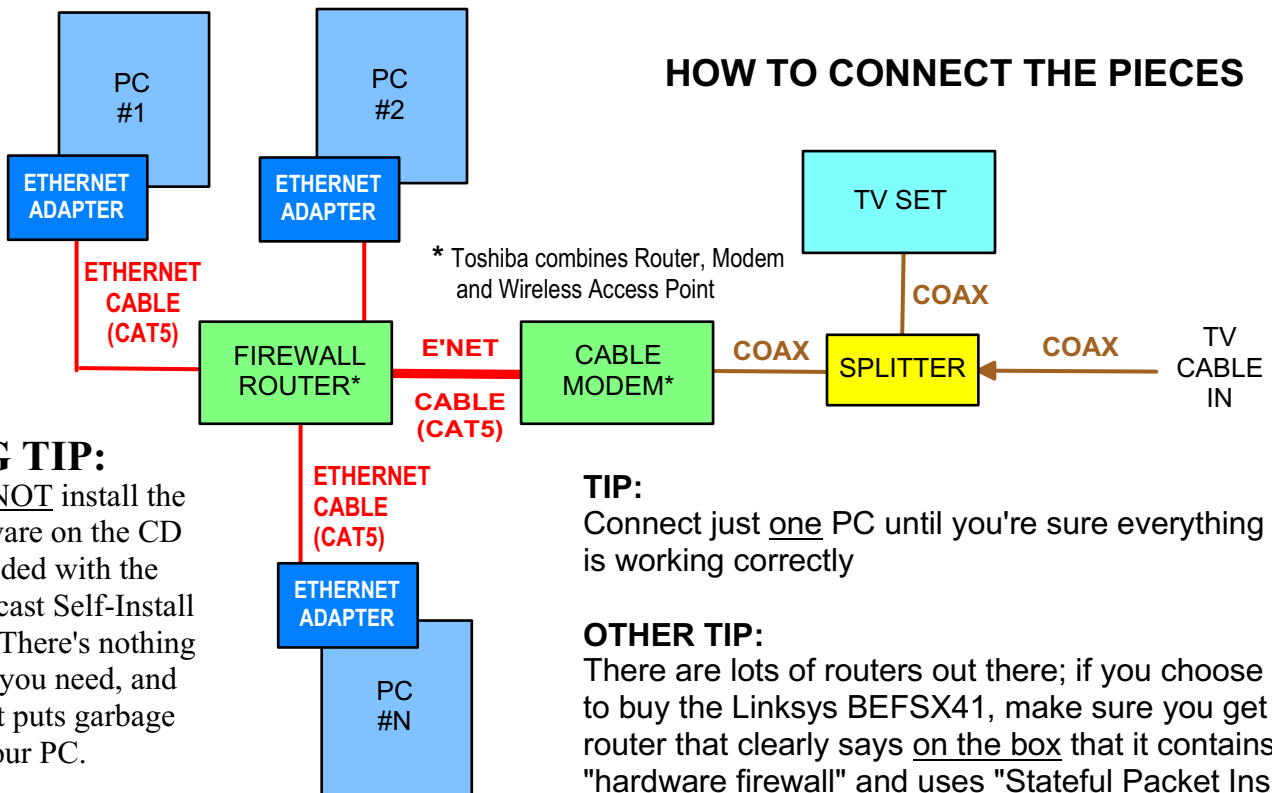 HOW TO CONNECT THE PIECES
PC
#1
PC
#2
ETHERNET
ADAPTER
ETHERNET
ADAPTER
TV SET
* Toshiba combines Router, Modem
and Wireless Access Point
ETHERNET
CABLE
(CAT5)
COAX
FIREWALL
ROUTER*
E'NET
CABLE
(CAT5)
CABLE
MODEM*
COAX
SPLITTER
COAX
TV
CABLE
IN
G TIP:
NOT install the
ware on the CD
ded with the
cast Self-Install
There's nothing
you need, and
t puts garbage
our PC.
ETHERNET
CABLE
(CAT5)
ETHERNET
ADAPTER
PC
#N
TIP:
Connect just one PC until you're sure everything
is working correctly
OTHER TIP:
There are lots of routers out there; if you choose
to buy the Linksys BEFSX41, make sure you get
router that clearly says on the box that it contains
"hardware firewall" and uses "Stateful Packet Ins